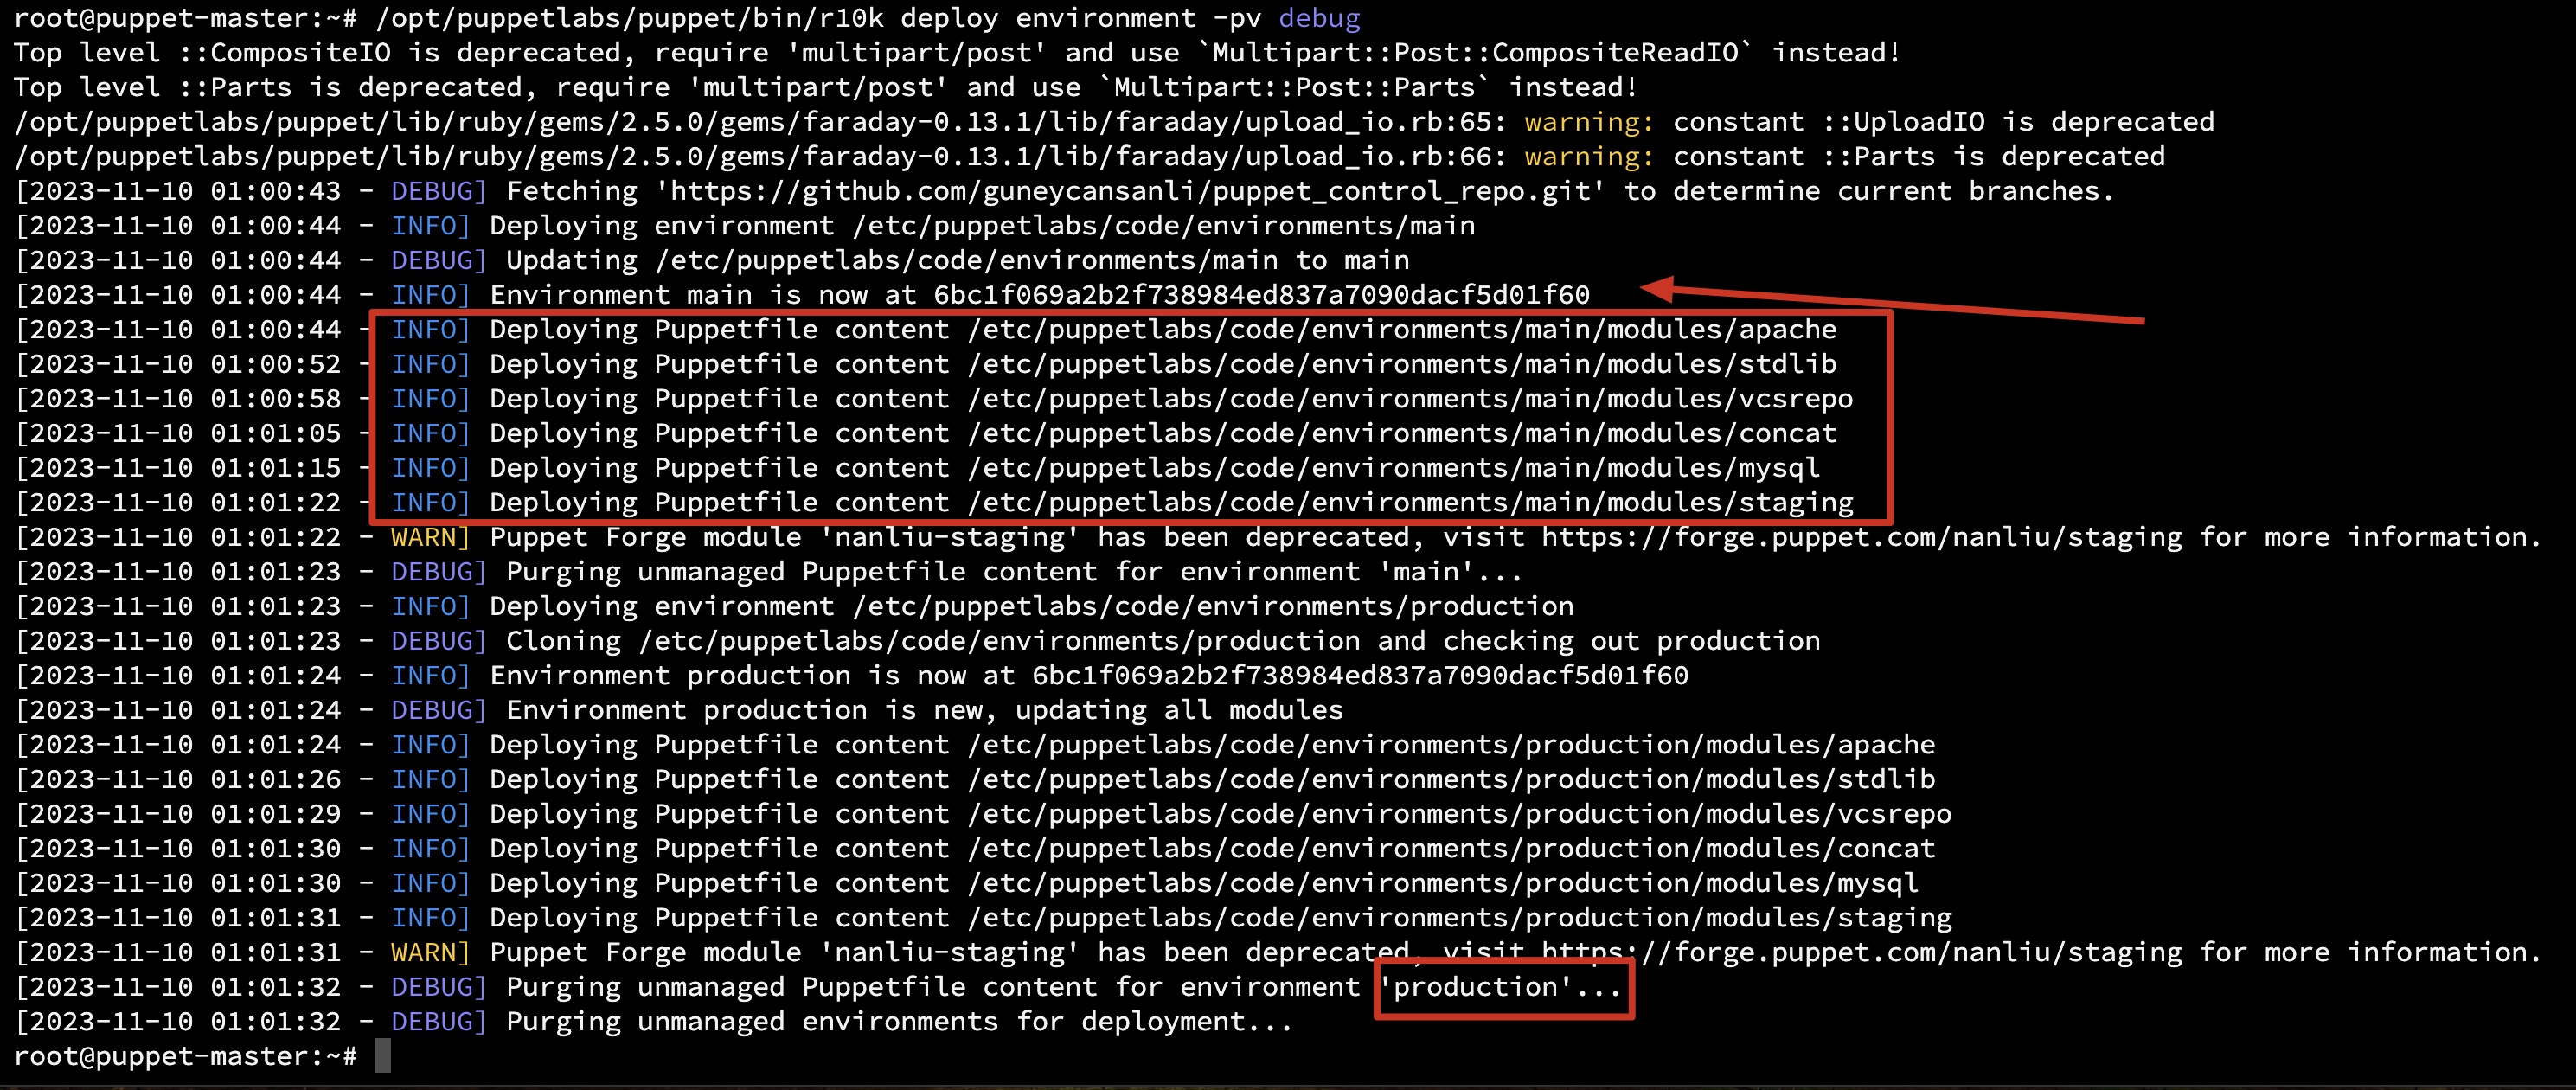 root@puppet-master:~# /opt/puppetlabs/puppet/bin/r10k deploy environment -pv debug
Top level ::CompositeIO is deprecated, require 'multipart/post' and use `Multipart::Post::CompositeReadIO` instead!
Top level ::Parts is deprecated, require 'multipart/post' and use `Multipart::Post::Parts` instead!
/opt/puppetlabs/puppet/lib/ruby/gems/2.5.0/gems/faraday-0.13.1/lib/faraday/upload_io.rb:65: warning: constant ::UploadIO is deprecated
/opt/puppetlabs/puppet/lib/ruby/gems/2.5.0/gems/faraday-0.13.1/lib/faraday/upload_io.rb:66: warning: constant ::Parts is deprecated
[2023-11-10 01:00:43 - DEBUG] Fetching 'https://github.com/guneycansanli/puppet_control_repo.git' to determine current branches.
[2023-11-10 01:00:44 - INFO] Deploying environment /etc/puppetlabs/code/environments/main
[2023-11-10 01:00:44 - DEBUG] Updating /etc/puppetlabs/code/environments/main to main
[2023-11-10 01:00:44 - INFO] Environment main is now at 6bc1f069a2b2f738984ed837a7090dacf5d01f60
[2023-11-10 01:00:44 - INFO] Deploying Puppetfile content /etc/puppetlabs/code/environments/main/modules/apache
[2023-11-10 01:00:52 - INFO] Deploying Puppetfile content /etc/puppetlabs/code/environments/main/modules/stdlib
[2023-11-10 01:00:58 - INFO] Deploying Puppetfile content /etc/puppetlabs/code/environments/main/modules/vcsrepo
[2023-11-10 01:01:05 - INFO] Deploying Puppetfile content /etc/puppetlabs/code/environments/main/modules/concat
[2023-11-10 01:01:15 - INFO] Deploying Puppetfile content /etc/puppetlabs/code/environments/main/modules/mysql
[2023-11-10 01:01:22 - INFO] Deploying Puppetfile content /etc/puppetlabs/code/environments/main/modules/staging
[2023-11-10 01:01:22 - WARN] Puppet Forge module 'nanliu-staging' has been deprecated, visit https://forge.puppet.com/nanliu/staging for more information.
[2023-11-10 01:01:23 - DEBUG] Purging unmanaged Puppetfile content for environment 'main'...
[2023-11-10 01:01:23 - INFO] Deploying environment /etc/puppetlabs/code/environments/production
[2023-11-10 01:01:23 - DEBUG] Cloning /etc/puppetlabs/code/environments/production and checking out production
[2023-11-10 01:01:24 - INFO] Environment production is now at 6bc1f069a2b2f738984ed837a7090dacf5d01f60
[2023-11-10 01:01:24 - DEBUG] Environment production is new, updating all modules
[2023-11-10 01:01:24 - INFO] Deploying Puppetfile content /etc/puppetlabs/code/environments/production/modules/apache
[2023-11-10 01:01:26 - INFO] Deploying Puppetfile content /etc/puppetlabs/code/environments/production/modules/stdlib
[2023-11-10 01:01:29 - INFO] Deploying Puppetfile content /etc/puppetlabs/code/environments/production/modules/vcsrepo
[2023-11-10 01:01:30 - INFO] Deploying Puppetfile content /etc/puppetlabs/code/environments/production/modules/concat
[2023-11-10 01:01:30 - INFO] Deploying Puppetfile content /etc/puppetlabs/code/environments/production/modules/mysql
[2023-11-10 01:01:31 - INFO] Deploying Puppetfile content /etc/puppetlabs/code/environments/production/modules/staging
[2023-11-10 01:01:31 - WARN] Puppet Forge module 'nanliu-staging' has been deprecated, visit https://forge.puppet.com/nanliu/staging for more information.
[2023-11-10 01:01:32 - DEBUG] Purging unmanaged Puppetfile content for environment 'production'...
[2023-11-10 01:01:32 - DEBUG] Purging unmanaged environments for deployment...
root@puppet-master:~#